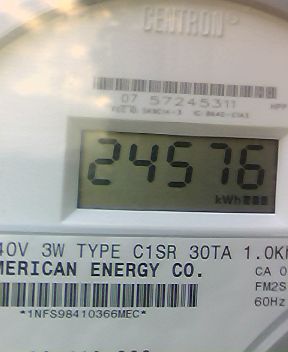 CENTRON
07 57245311
24576
kWh
40V 3W TYPE C1SR 30TA 1.0K
MERICAN ENERGY CO.
CA 0
FM2S
60Hz
*1NFS98410366MEC*